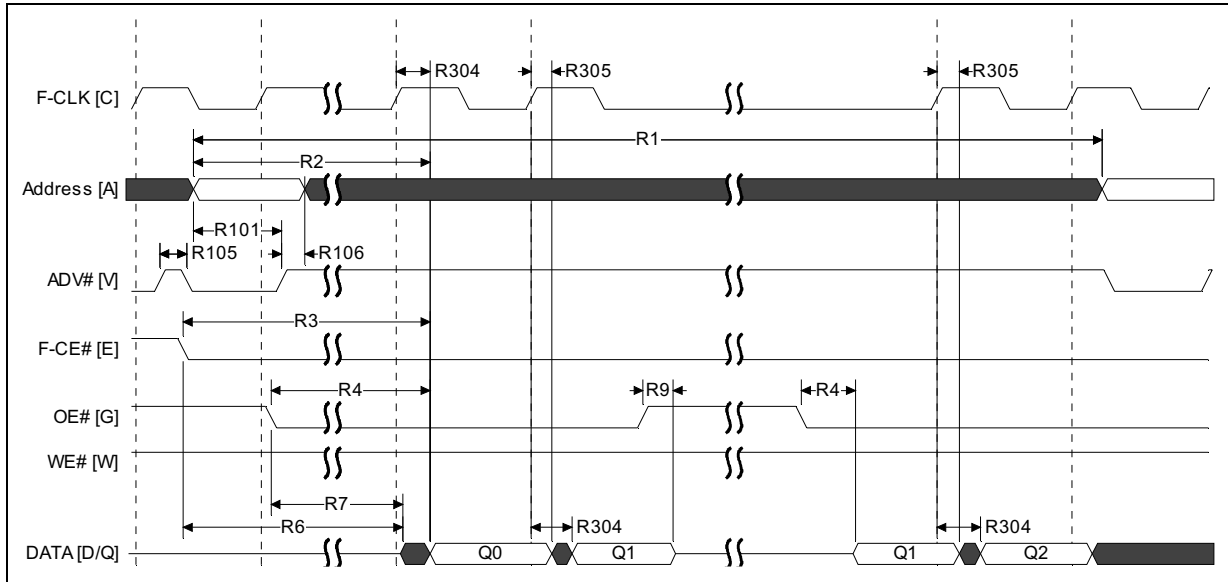 R304
R305
R305
F-CLK [C]
R1
R2
Address [A]
R101
R105
R106
ADV# [V]
R3
F-CE# [E]
R4
R9
R4
OE# [G]
WE# [W]
R7
R6
R304
R304
DATA [D/Q]
Q0
Q1
Q1
Q2